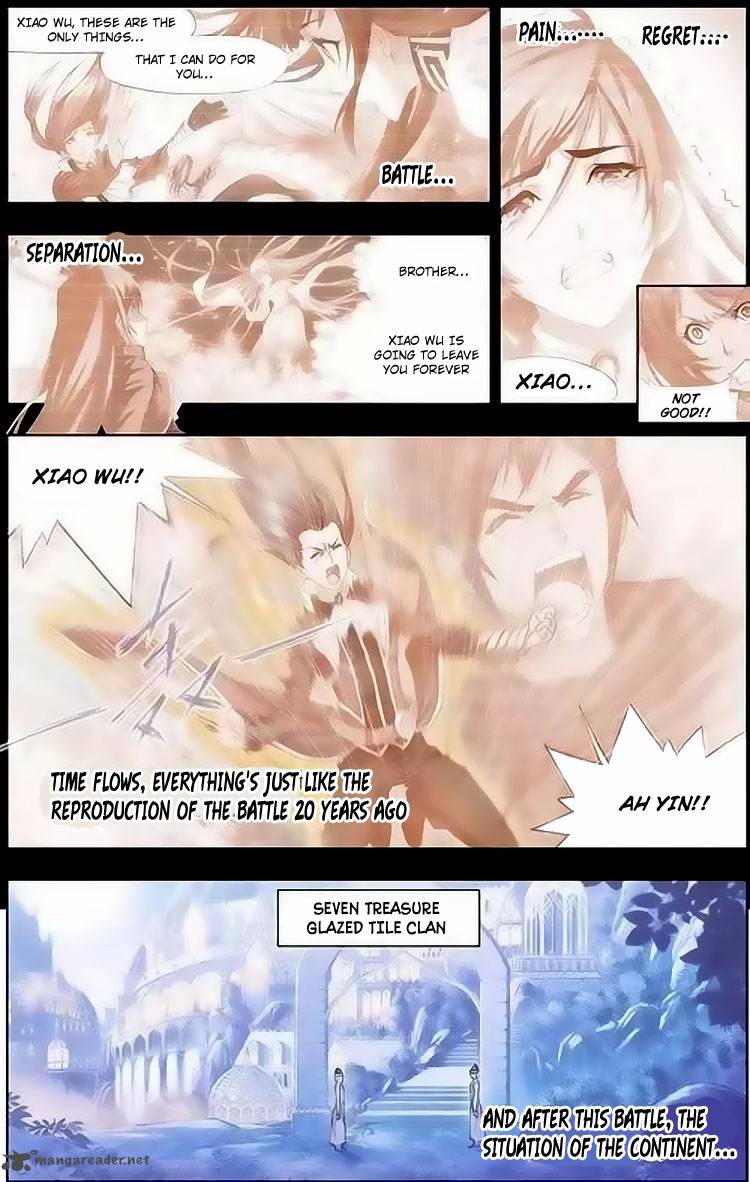 XIAO WU, THESE ARE THE
ONLY THINGS...
THAT I CAN DO FOR
YOU...
BATTLE...
PAIN.......
REGRET::::
SEPARATION...
BROTHER...
XIAO WU IS
GOING TO LEAVE
YOU FOREVER
XIAO...
NOT
GOOD!!
XIAO WU!!
TIME FLOWS, EVERYTHING'S JUST LIKE THE
REPRODUCTION OF THE BATTLE 20 YEARS AGO
AH YIN!!
SEVEN TREASURE
GLAZED TILE CLAN
AND AFTER THIS BATTLE, THE
SITUATION OF THE CONTINENT...
mangareader.net